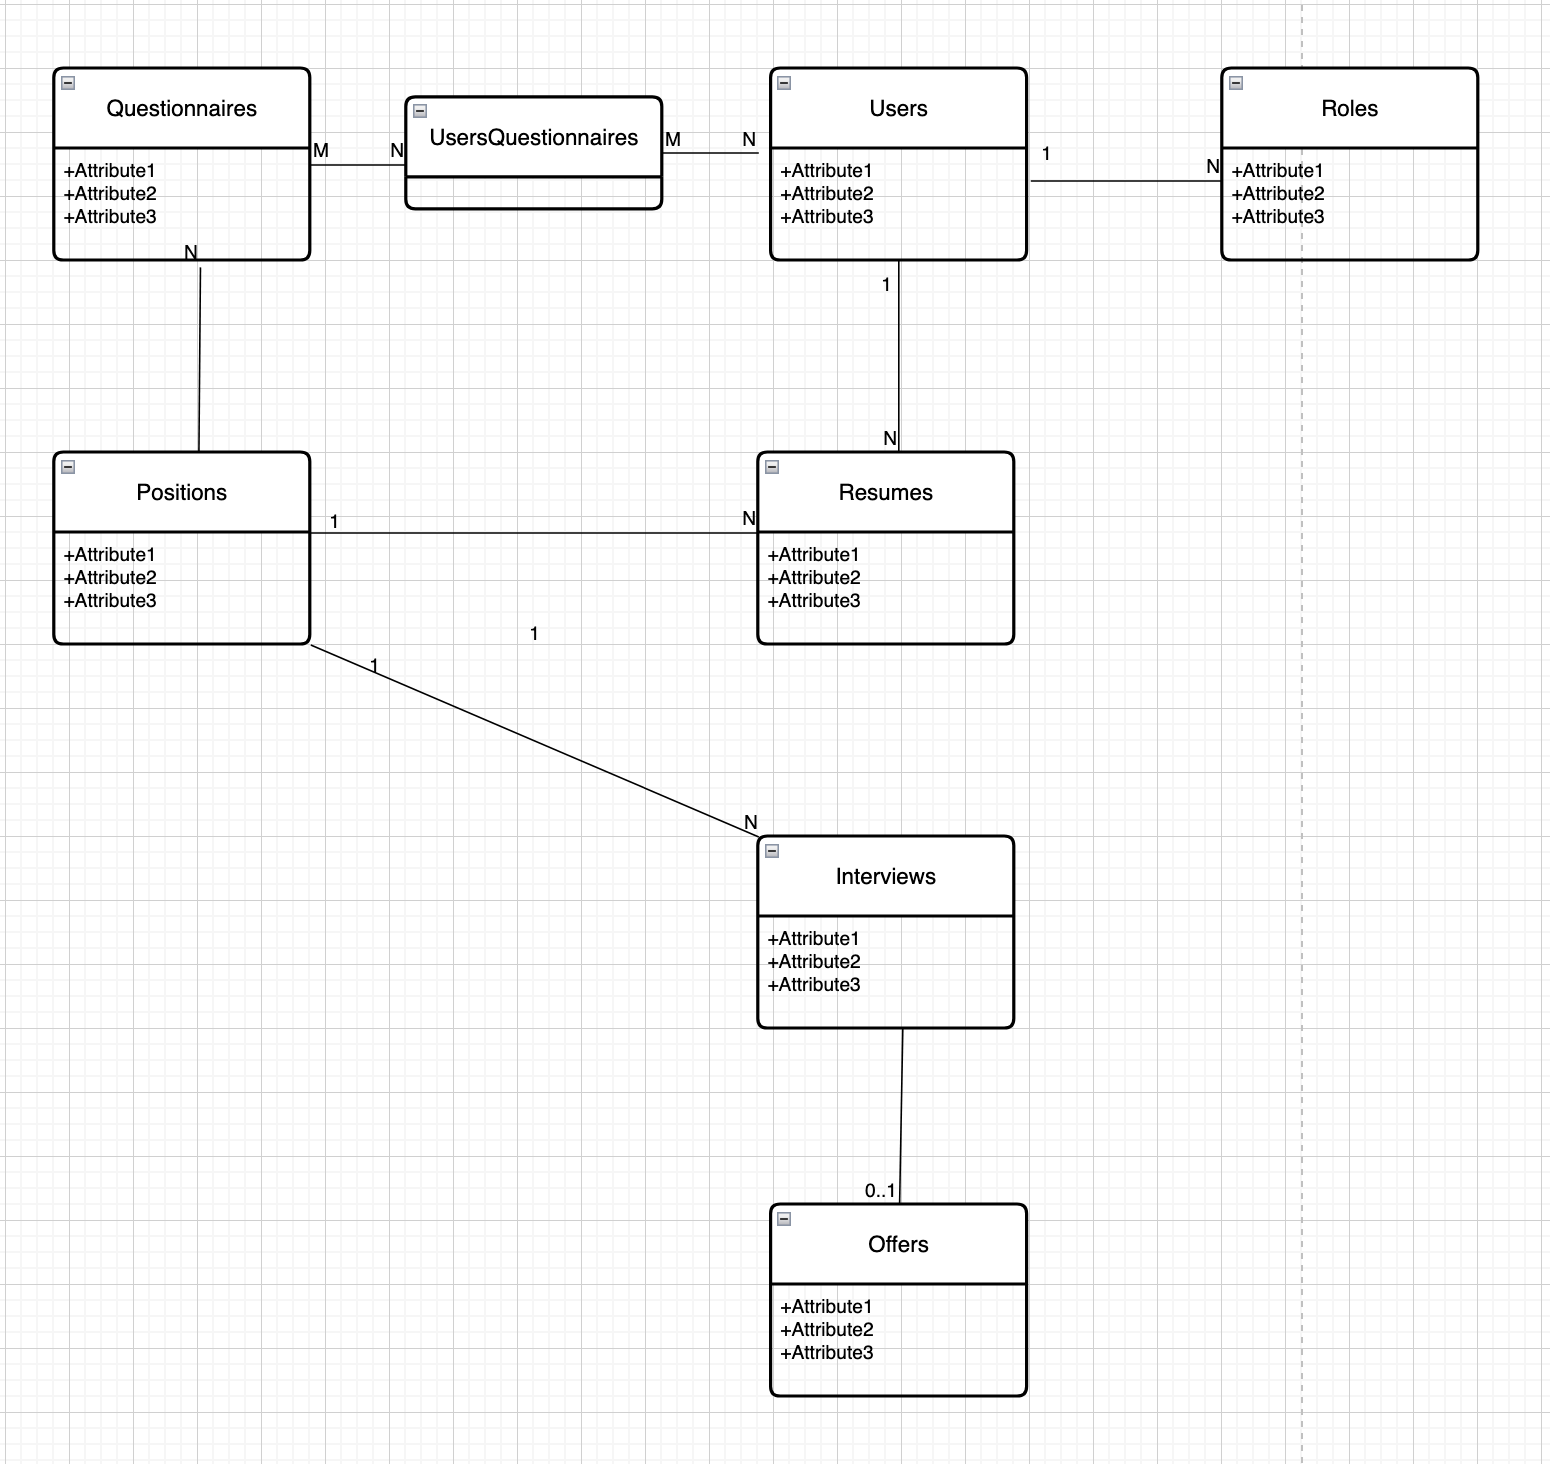 Questionnaires
+Attribute1
+Attribute2
+Attribute3
N
M
N
UsersQuestionnaires
M
N
Users
+Attribute1
+Attribute2
+Attribute3
1
N
Roles
+Attribute1
+Attribute2
+Attribute3
1
N
Positions
+Attribute1
+Attribute2
+Attribute3
1
N
Resumes
+Attribute1
+Attribute2
+Attribute3
1
1
N
Interviews
+Attribute1
+Attribute2
+Attribute3
0..1
Offers
+Attribute1
+Attribute2
+Attribute3